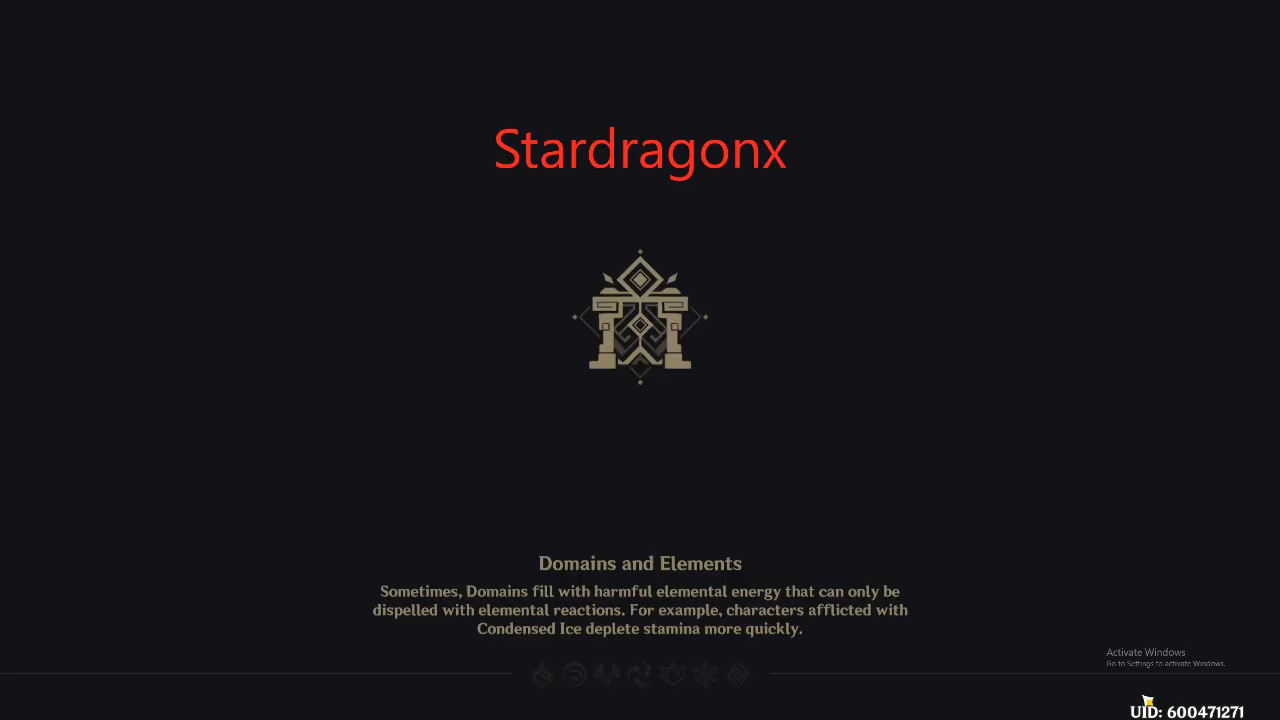 Stardragonx
Domains and Elements
Sometimes, Domains fill with harmful elemental energy that can only be
dispelled with elemental reactions. For example, characters afflicted with
Condensed Ice deplete stamina more quickly.
Activate Windows
Go to Settings to activate Windows.
UID: 600471271